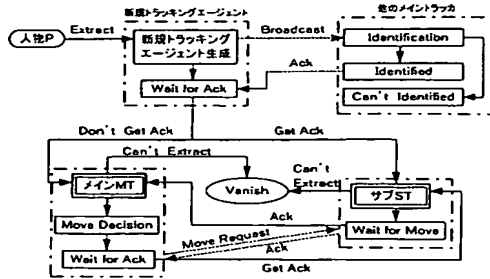 新規トラッキングエージェント
他のメイントラッカ
人物P
Extract
新規トラッキング
エージェント生成
Broadcast
Identification
Ack
Identified
Wait for Ack
Can't Identified
Don't Get Ack
Get Ack
Can't Extract
Can't
Extract
メインMT
Vanish
サブST
Ack
Move Decision
Wait for Move
Move Request
Ack
Wait for Ack
Get Ack